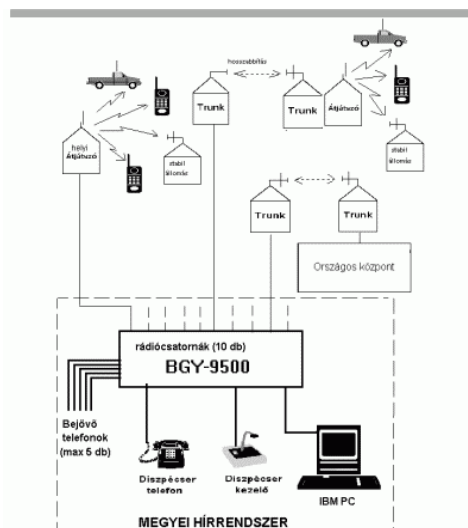 hosszabbítás
Trunk
Trunk
Átjátszó
helyi
Átjátszó
stabil
állomás
stabil
állomás
Trunk
Trunk
Országos központ
rádiócsatornák (10 db)
BGY-9500
Bejövő
telefonok
(max 5 db)
Diszpécser
telefon
Diszpécser
kezelő
IBM PC
MEGYEI HÍRRENDSZER